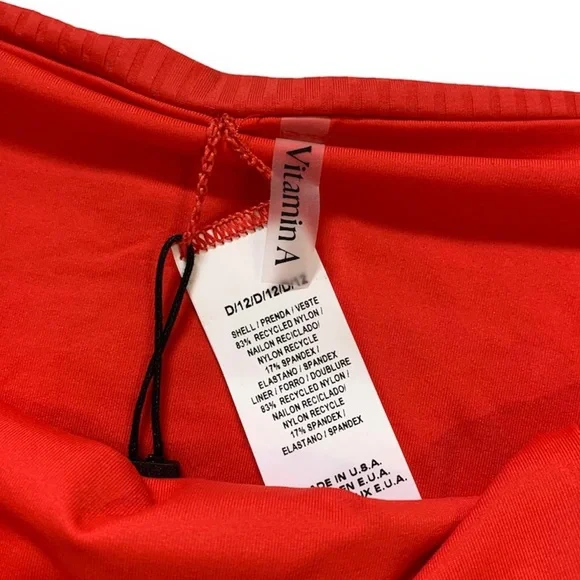 Vitamin A
D/12/D/12/D/12
SHELL / PRENDA / VESTE
83% RECYCLED NYLON /
NAILON RECICLADO/
NYLON RECYCLE
17% SPANDEX /
ELASTANO / SPANDEX
LINER / FORRO / DOUBLURE
83% RECYCLED NYLON /
NAILON RECICLADO/
NYLON RECYCLE
17% SPANDEX /
ELASTANO / SPANDEX
IN U.S.A.
E.U.A.
E.U.A.